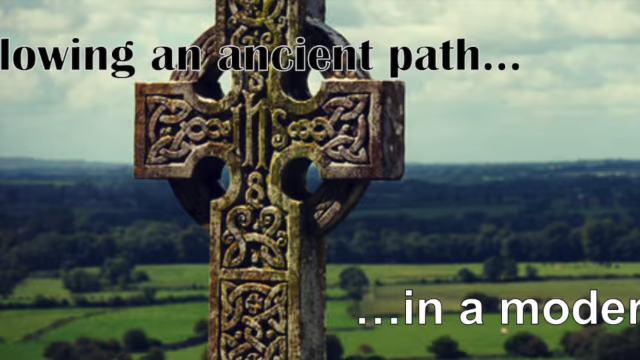 lowing an ancient path...
...in a moder